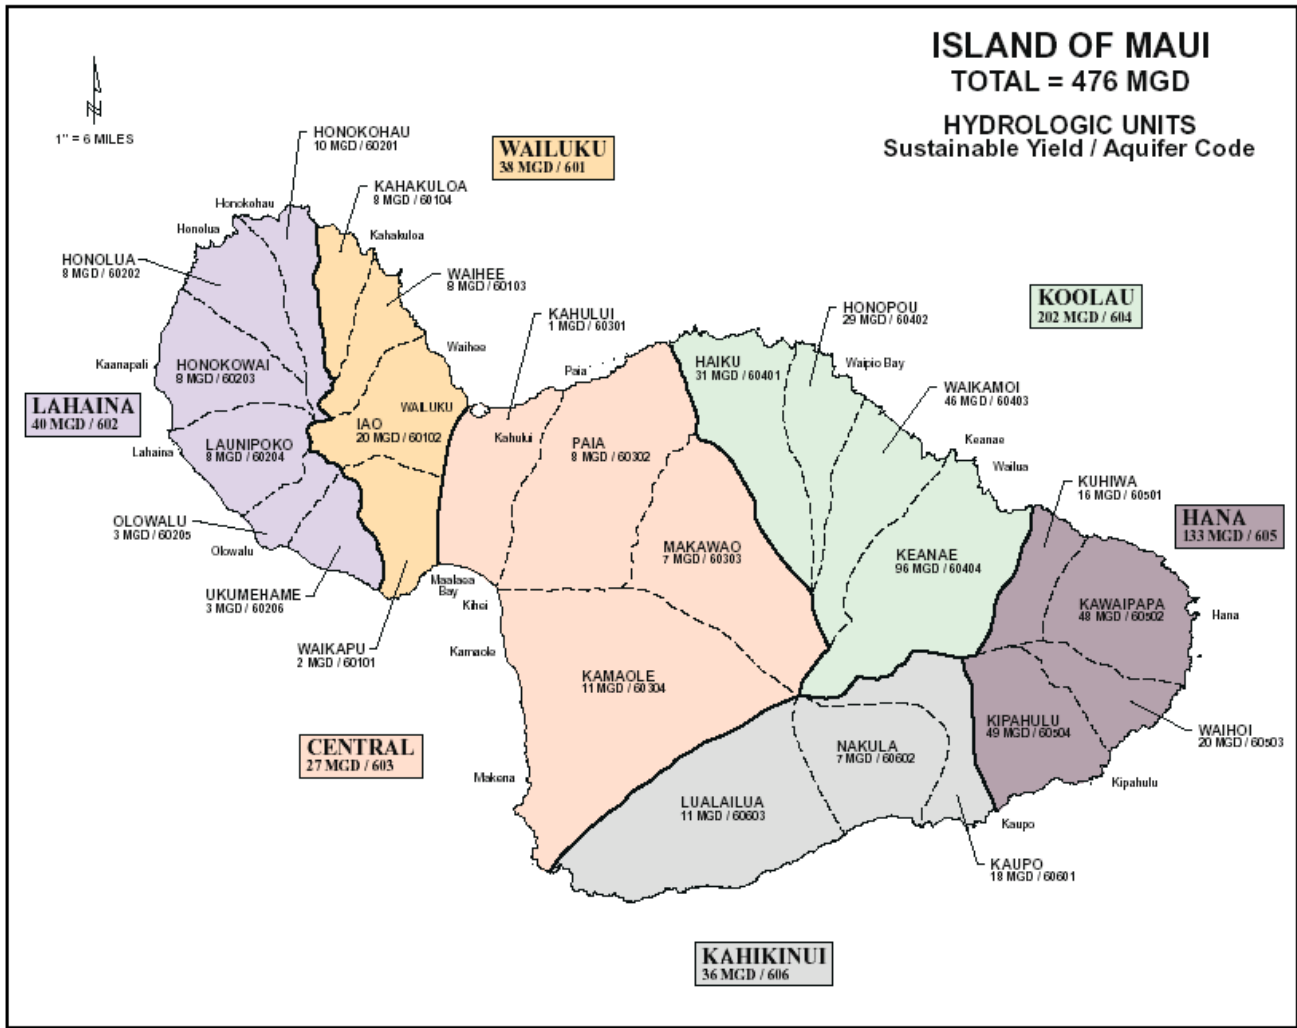 ISLAND OF MAUI
TOTAL = 476 MGD
HYDROLOGIC UNITS
Sustainable Yield / Aquifer Code
N
1" = 6 MILES
HONOKOHAU
10 MGD / 60201
WAILUKU
38 MGD / 601
KAHAKULOA
8 MGD / 60104
Honokohau
Honolua
Kahakuloa
HONOLUA
8 MGD / 60202
WAIHEE
8 MGD / 60103
KOOLAU
202 MGD / 604
KAHULUI
1 MGD / 60301
HONOPOU
29 MGD / 60402
Waihee
Kaanapali
HONOKOWAI
8 MGD / 60203
Paia
HAIKU
31 MGD / 60401
Waipio Bay
WAIKAMOI
46 MGD / 60403
LAHAINA
40 MGD / 602
WAILUKU
IAO
20 MGD / 60102
Kahului
PAIA
8 MGD / 60302
Keanae
Lahaina
LAUNIPOKO
8 MGD / 60204
Wailua
KUHIWA
16 MGD / 60501
HANA
133 MGD / 605
OLOWALU
3 MGD / 60205
Olowalu
MAKAWAO
7 MGD / 60303
KEANAE
96 MGD / 60404
UKUMEHAME
3 MGD / 60206
Maalaea
Bay
Kihei
KAWAIPAPA
48 MGD / 60502
Hana
WAIKAPU
2 MGD / 60101
Kamaole
KAMAOLE
11 MGD / 60304
CENTRAL
27 MGD / 603
NAKULA
7 MGD / 60602
KIPAHULU
49 MGD / 60504
WAIHOI
20 MGD / 60503
Makena
Kipahulu
LUALAILUA
11 MGD / 60603
Kaupo
KAUPO
18 MGD / 60601
KAHIKINUI
36 MGD / 606